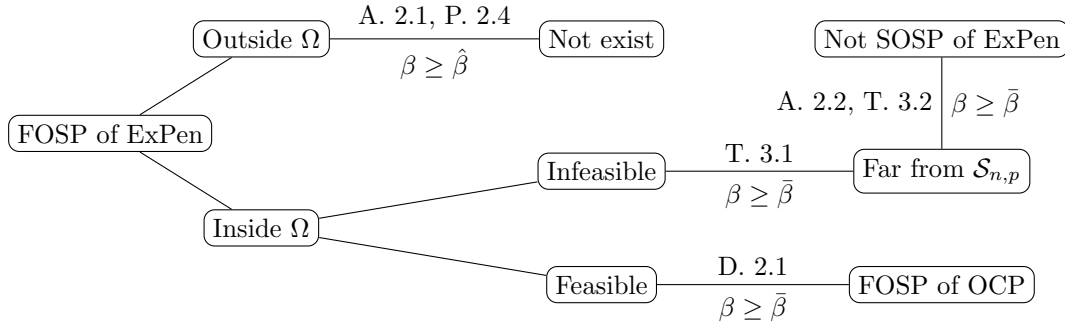 A. 2.1, P. 2.4
Outside Ω
Not exist
Not SOSP of ExPen
β ≥ β̂
A. 2.2, T. 3.2
β ≥ β̄
FOSP of ExPen
T. 3.1
Infeasible
Far from 𝒮ₙ,ₚ
β ≥ β̄
Inside Ω
D. 2.1
Feasible
FOSP of OCP
β ≥ β̄